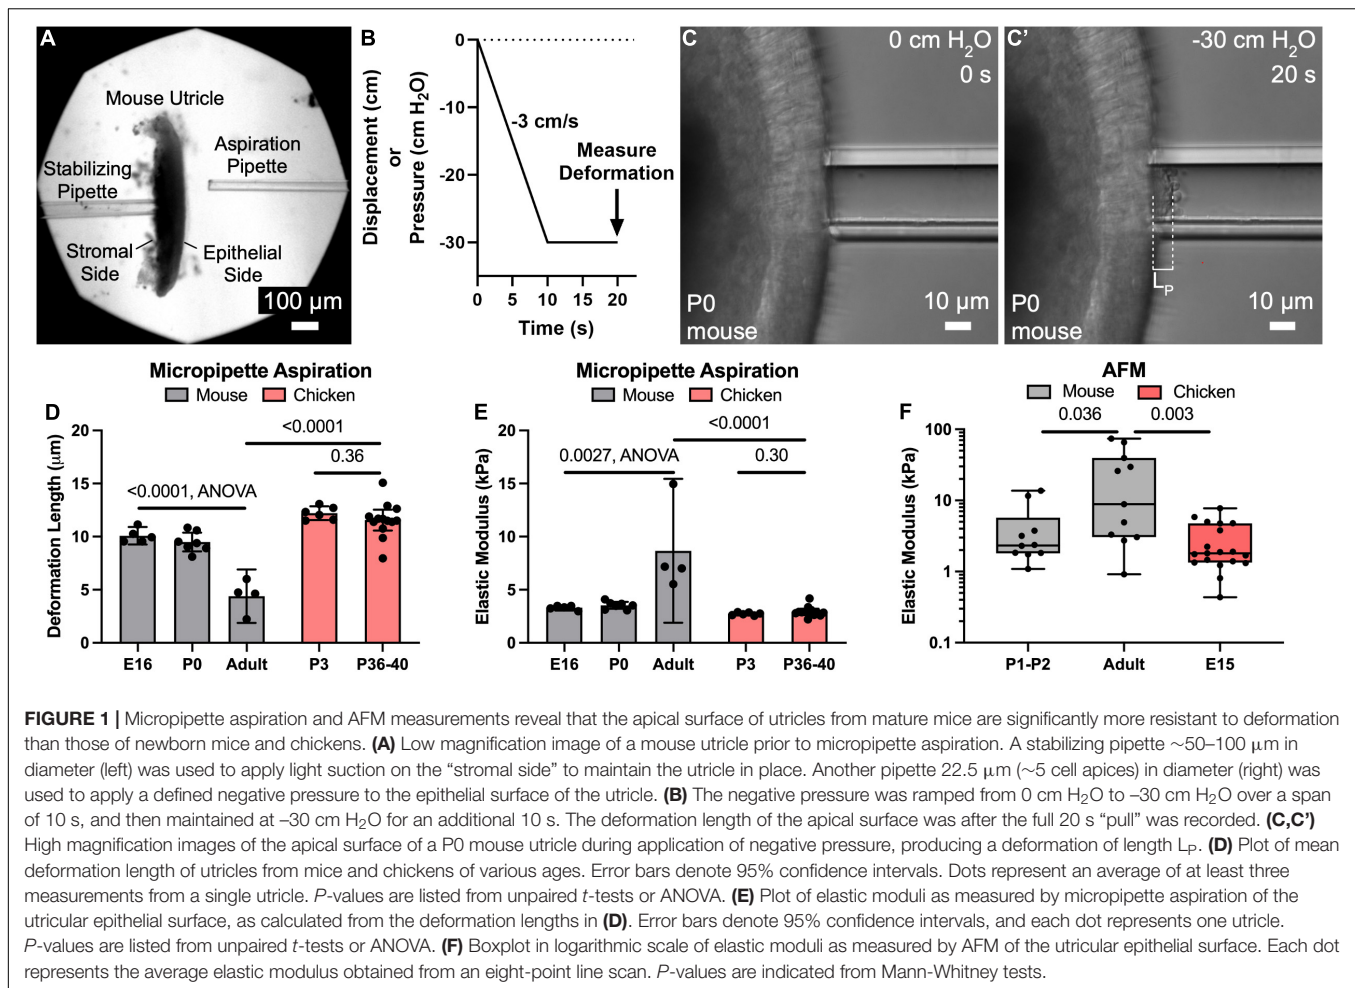 A
Mouse Utricle
Aspiration
Pipette
Stabilizing
Pipette
Stromal
Side
Epithelial
Side
100 μm
B
Displacement (cm)
or
Pressure (cm H2O)
0
-10
-20
-30
-3 cm/s
Measure
Deformation
0 5 10 15 20
Time (s)
C
0 cm H2O
0 s
P0
mouse
10 μm
C'
-30 cm H2O
20 s
LP
P0
mouse
10 μm
Micropipette Aspiration
Mouse Chicken
D
Deformation Length (μm)
20
15
10
5
0
<0.0001
0.36
<0.0001, ANOVA
E16 P0 Adult P3 P36-40
Micropipette Aspiration
Mouse Chicken
E
Elastic Modulus (kPa)
20
15
10
5
0
<0.0001
0.0027, ANOVA
0.30
E16 P0 Adult P3 P36-40
AFM
Mouse Chicken
F
0.036 0.003
Elastic Modulus (kPa)
100
10
1
0.1
P1-P2 Adult E15
FIGURE 1 | Micropipette aspiration and AFM measurements reveal that the apical surface of utricles from mature mice are significantly more resistant to deformation
than those of newborn mice and chickens. (A) Low magnification image of a mouse utricle prior to micropipette aspiration. A stabilizing pipette ∼50–100 μm in
diameter (left) was used to apply light suction on the “stromal side” to maintain the utricle in place. Another pipette 22.5 μm (∼5 cell apices) in diameter (right) was
used to apply a defined negative pressure to the epithelial surface of the utricle. (B) The negative pressure was ramped from 0 cm H2O to –30 cm H2O over a span
of 10 s, and then maintained at –30 cm H2O for an additional 10 s. The deformation length of the apical surface was after the full 20 s “pull” was recorded. (C,C’)
High magnification images of the apical surface of a P0 mouse utricle during application of negative pressure, producing a deformation of length LP. (D) Plot of mean
deformation length of utricles from mice and chickens of various ages. Error bars denote 95% confidence intervals. Dots represent an average of at least three
measurements from a single utricle. P-values are listed from unpaired t-tests or ANOVA. (E) Plot of elastic moduli as measured by micropipette aspiration of the
utricular epithelial surface, as calculated from the deformation lengths in (D). Error bars denote 95% confidence intervals, and each dot represents one utricle.
P-values are listed from unpaired t-tests or ANOVA. (F) Boxplot in logarithmic scale of elastic moduli as measured by AFM of the utricular epithelial surface. Each dot
represents the average elastic modulus obtained from an eight-point line scan. P-values are indicated from Mann-Whitney tests.